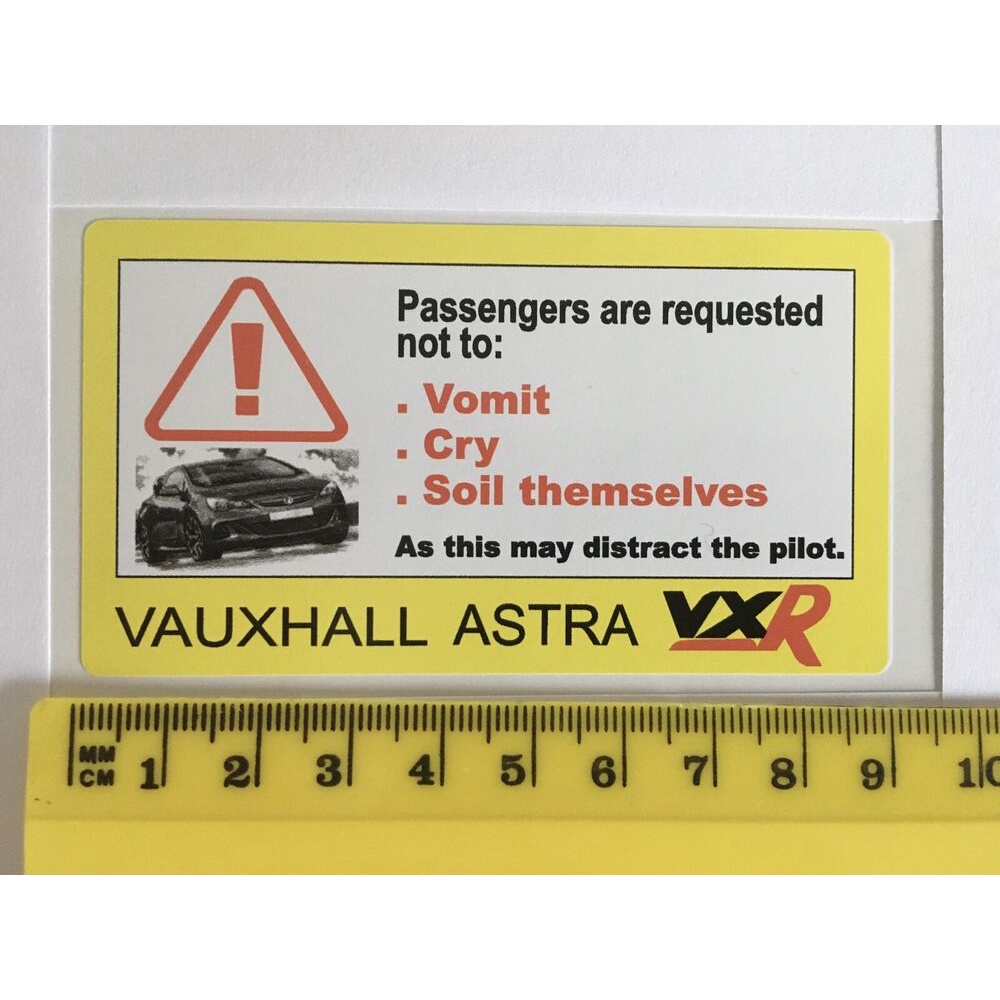 Passengers are requested
not to:
. Vomit
. Cry
. Soil themselves
As this may distract the pilot.
VAUXHALL ASTRA VXR
MM
CM 1 2 3 4 5 6 7 8 9 10